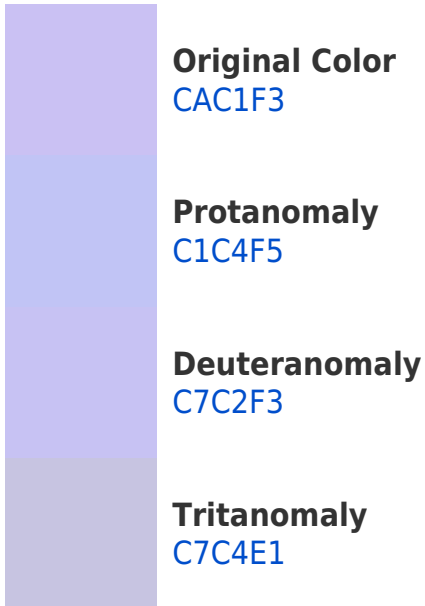 Original Color
CAC1F3
Protanomaly
C1C4F5
Deuteranomaly
C7C2F3
Tritanomaly
C7C4E1